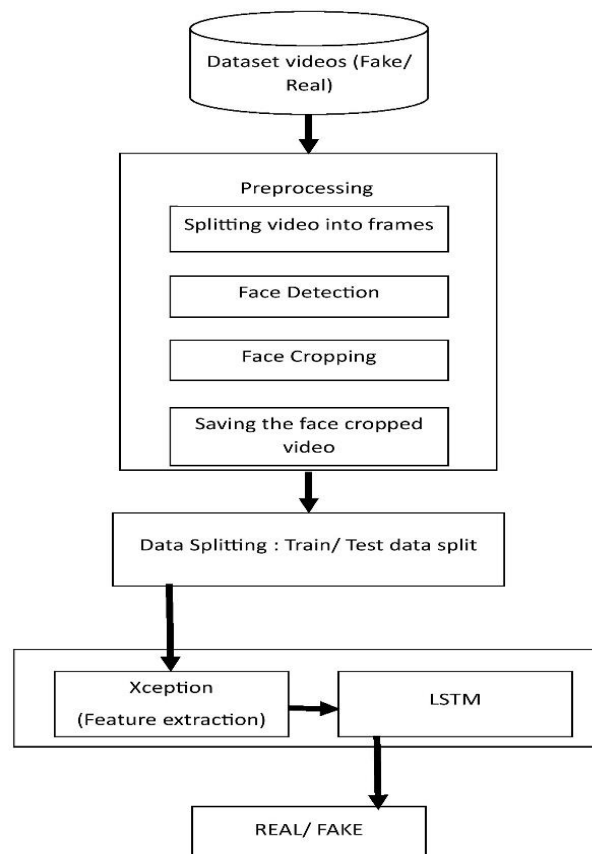 Dataset videos (Fake/
Real)
Preprocessing
Splitting video into frames
Face Detection
Face Cropping
Saving the face cropped
video
Data Splitting : Train/ Test data split
Xception
(Feature extraction)
LSTM
REAL/ FAKE